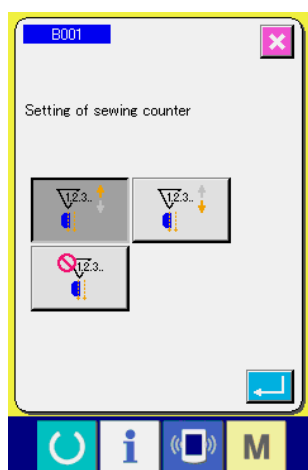 B001
Setting of sewing counter
1,2,3.. 1,2,3..
1,2,3..
i M